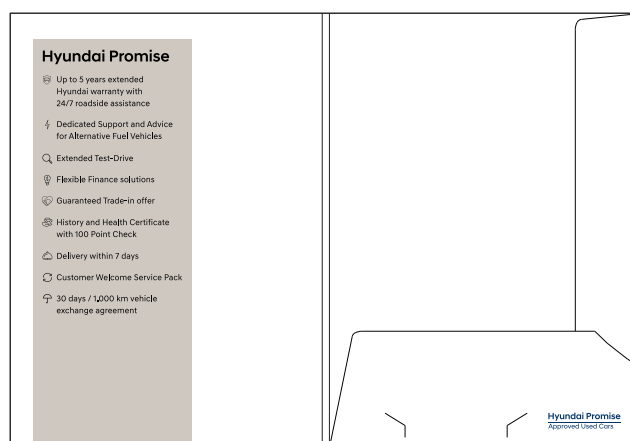 Hyundai Promise
Up to 5 years extended
Hyundai warranty with
24/7 roadside assistance
Dedicated Support and Advice
for Alternative Fuel Vehicles
Extended Test-Drive
Flexible Finance solutions
Guaranteed Trade-in offer
History and Health Certificate
with 100 Point Check
Delivery within 7 days
Customer Welcome Service Pack
30 days / 1,000 km vehicle
exchange agreement
Hyundai Promise
Approved Used Cars